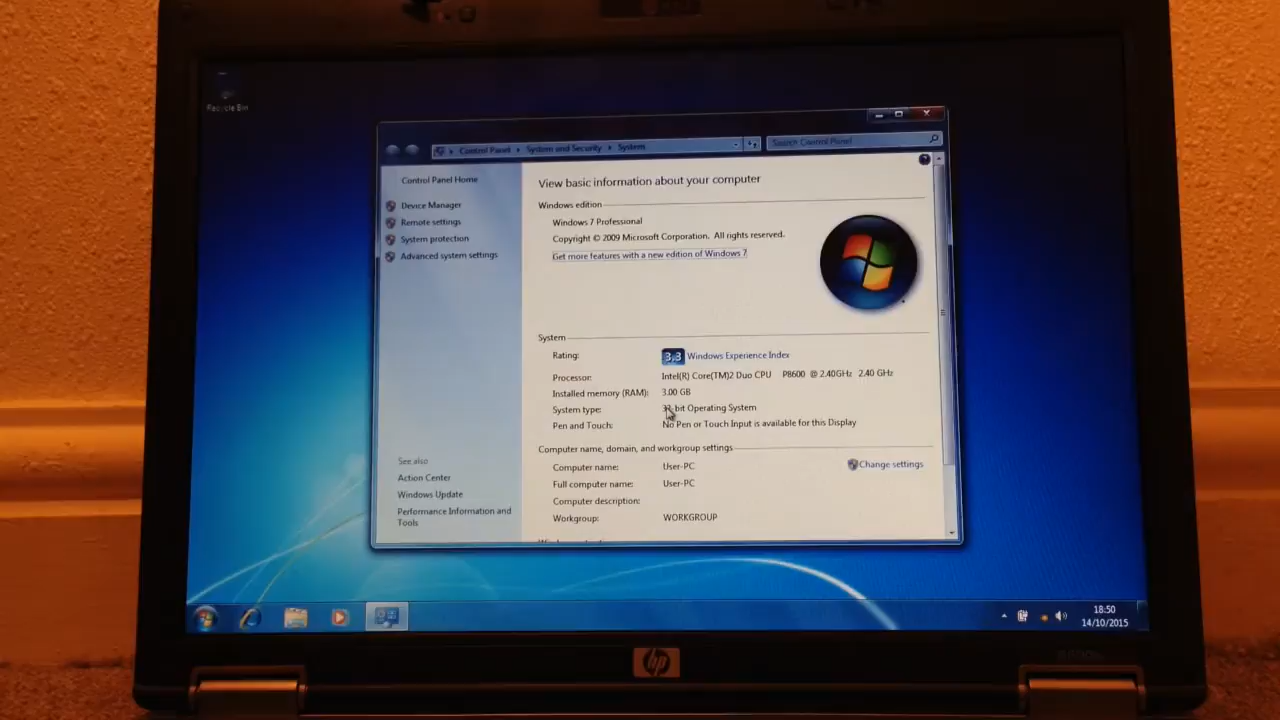 Recycle Bin
Control Panel System and Security System
Search Control Panel
Control Panel Home
Device Manager
Remote settings
System protection
Advanced system settings
See also
Action Center
Windows Update
Performance Information and
Tools
View basic information about your computer
Windows edition
Windows 7 Professional
Copyright © 2009 Microsoft Corporation. All rights reserved.
Get more features with a new edition of Windows 7
System
Rating: 3,3 Windows Experience Index
Processor: Intel(R) Core(TM)2 Duo CPU P8600 @ 2.40GHz 2.40 GHz
Installed memory (RAM): 3.00 GB
System type: bit Operating System
Pen and Touch: No Pen or Touch Input is available for this Display
Computer name, domain, and workgroup settings
Computer name: User-PC
Change settings
Full computer name: User-PC
Computer description:
Workgroup: WORKGROUP
18:50
14/10/2015
hp